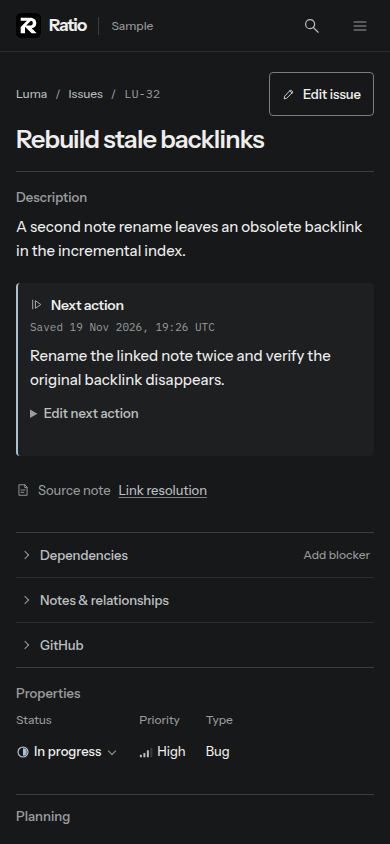 Ratio
Sample
Luma / Issues / LU-32
Edit issue
Rebuild stale backlinks
Description
A second note rename leaves an obsolete backlink
in the incremental index.
Next action
Saved 19 Nov 2026, 19:26 UTC
Rename the linked note twice and verify the
original backlink disappears.
Edit next action
Source note Link resolution
Dependencies
Add blocker
Notes & relationships
GitHub
Properties
Status Priority Type
In progress High Bug
Planning